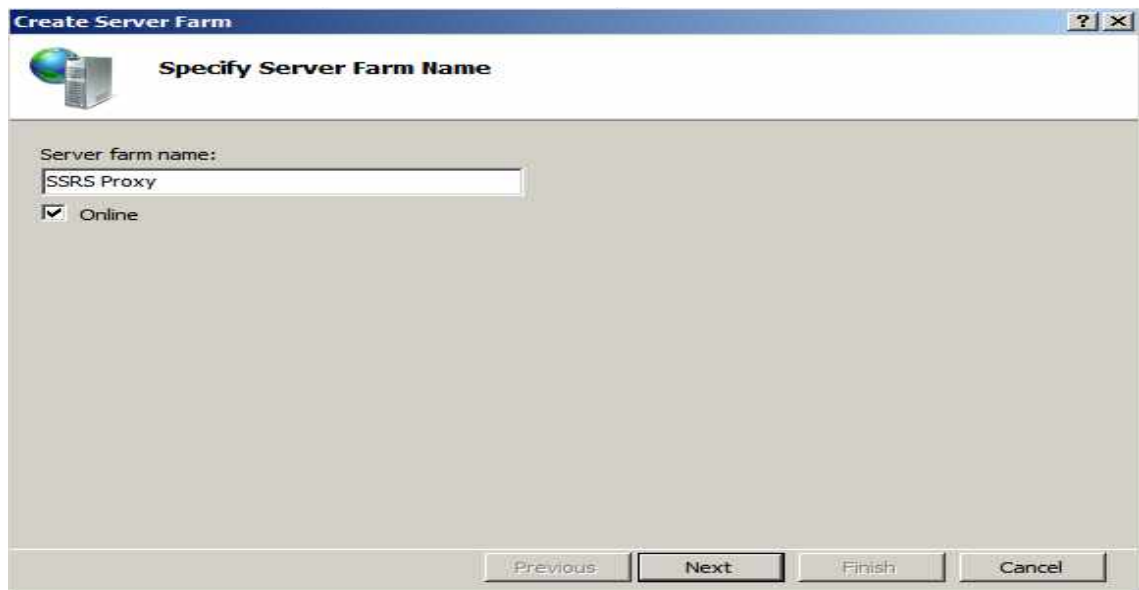 Create Server Farm
Specify Server Farm Name
Server farm name:
SSRS Proxy
Online
Previous Next Finish Cancel